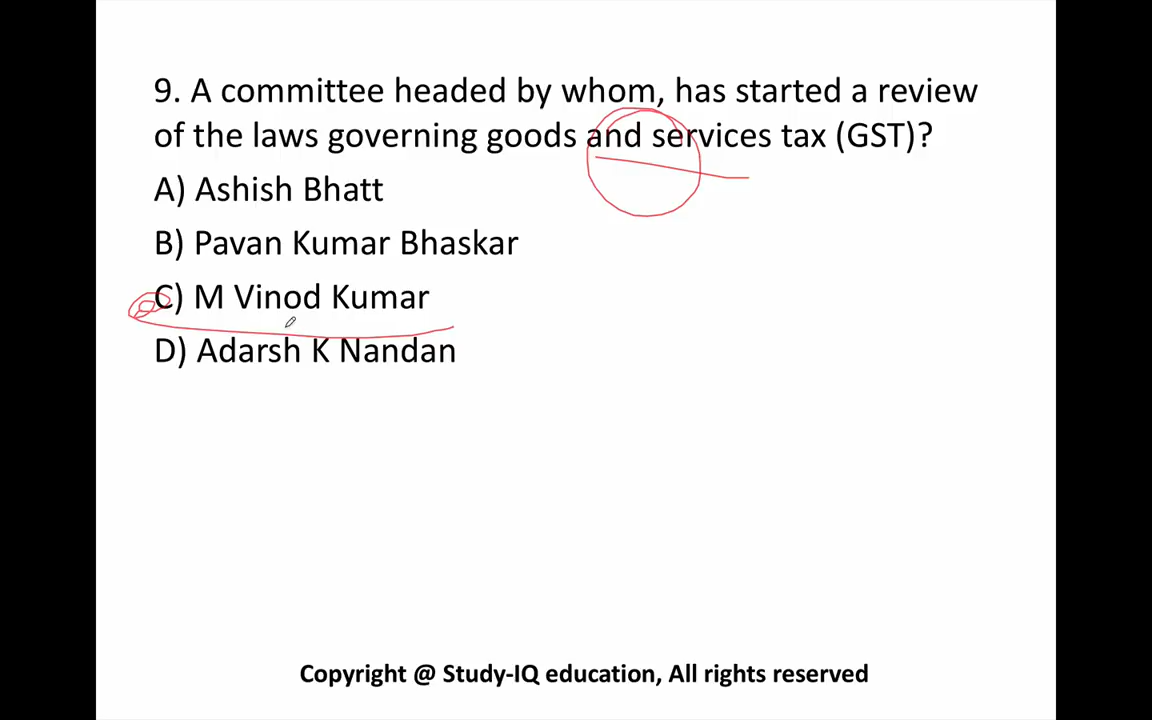 9. A committee headed by whom, has started a review
of the laws governing goods and services tax (GST)?
A) Ashish Bhatt
B) Pavan Kumar Bhaskar
C) M Vinod Kumar
D) Adarsh K Nandan
Copyright @ Study-IQ education, All rights reserved